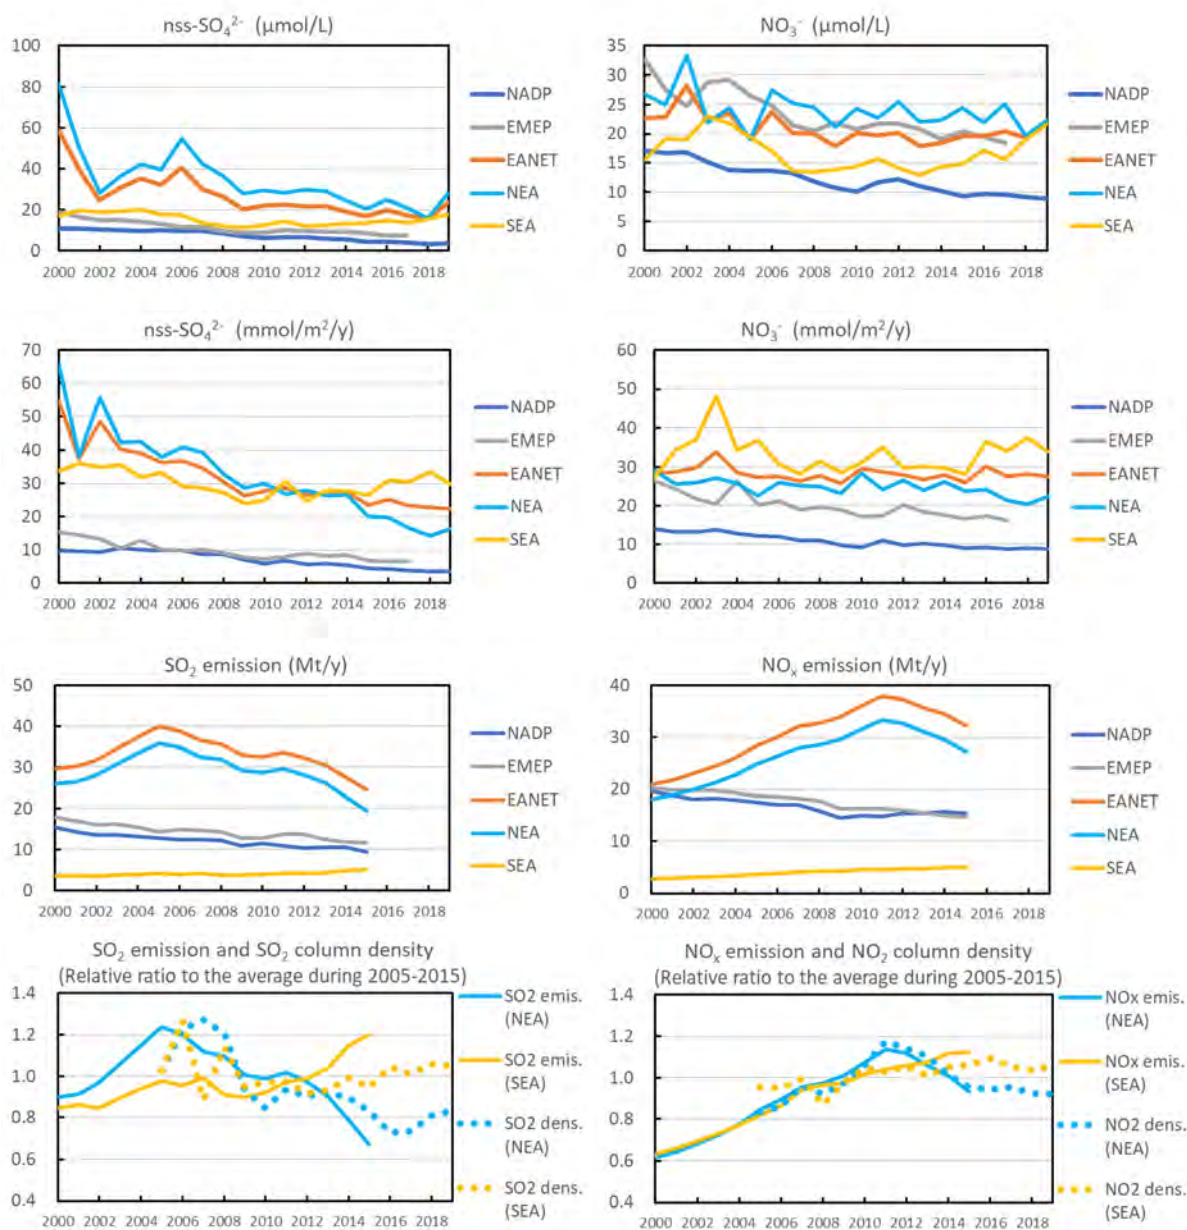 nss-SO₄²⁻ (μmol/L)
100
80
60
40
20
0
2000 2002 2004 2006 2008 2010 2012 2014 2016 2018
NADP
EMEP
EANET
NEA
SEA
NO₃⁻ (μmol/L)
35
30
25
20
15
10
5
0
2000 2002 2004 2006 2008 2010 2012 2014 2016 2018
NADP
EMEP
EANET
NEA
SEA
nss-SO₄²⁻ (mmol/m²/y)
70
60
50
40
30
20
10
0
2000 2002 2004 2006 2008 2010 2012 2014 2016 2018
NADP
EMEP
EANET
NEA
SEA
NO₃⁻ (mmol/m²/y)
60
50
40
30
20
10
0
2000 2002 2004 2006 2008 2010 2012 2014 2016 2018
NADP
EMEP
EANET
NEA
SEA
SO₂ emission (Mt/y)
50
40
30
20
10
0
2000 2002 2004 2006 2008 2010 2012 2014 2016 2018
NADP
EMEP
EANET
NEA
SEA
NOₓ emission (Mt/y)
40
30
20
10
0
2000 2002 2004 2006 2008 2010 2012 2014 2016 2018
NADP
EMEP
EANET
NEA
SEA
SO₂ emission and SO₂ column density
(Relative ratio to the average during 2005-2015)
1.4
1.2
1.0
0.8
0.6
0.4
2000 2002 2004 2006 2008 2010 2012 2014 2016 2018
SO2 emis.
(NEA)
SO2 emis.
(SEA)
SO2 dens.
(NEA)
SO2 dens.
(SEA)
NOₓ emission and NO₂ column density
(Relative ratio to the average during 2005-2015)
1.4
1.2
1.0
0.8
0.6
0.4
2000 2002 2004 2006 2008 2010 2012 2014 2016 2018
NOx emis.
(NEA)
NOx emis.
(SEA)
NO2 dens.
(NEA)
NO2 dens.
(SEA)